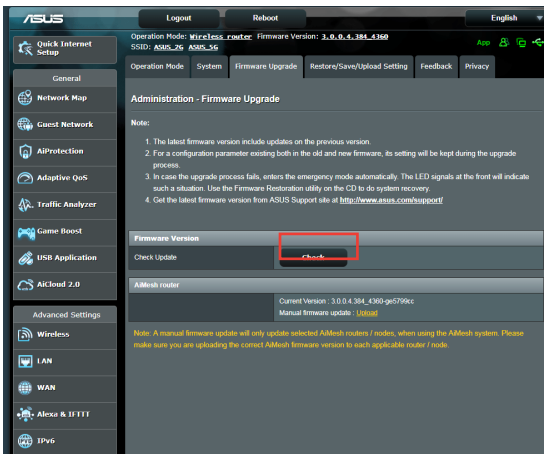 ASUS
Logout
Reboot
English
Quick Internet
Setup
Operation Mode: Wireless router Firmware Version: 3.0.0.4.384_4360
SSID: ASUS_2G ASUS_5G
App
Operation Mode
System
Firmware Upgrade
Restore/Save/Upload Setting
Feedback
Privacy
General
Network Map
Guest Network
AiProtection
Adaptive QoS
Traffic Analyzer
Game Boost
USB Application
AiCloud 2.0
Advanced Settings
Wireless
LAN
WAN
Alexa & IFTTT
IPv6
Administration - Firmware Upgrade
Note:
1. The latest firmware version include updates on the previous version.
2. For a configuration parameter existing both in the old and new firmware, its setting will be kept during the upgrade
process.
3. In case the upgrade process fails, enters the emergency mode automatically. The LED signals at the front will indicate
such a situation. Use the Firmware Restoration utility on the CD to do system recovery.
4. Get the latest firmware version from ASUS Support site at http://www.asus.com/support/
Firmware Version
Check Update
Check
AiMesh router
Current Version : 3.0.0.4.384_4360-ge5799cc
Manual firmware update : Upload
Note: A manual firmware update will only update selected AiMesh routers / nodes, when using the AiMesh system. Please
make sure you are uploading the correct AiMesh firmware version to each applicable router / node.